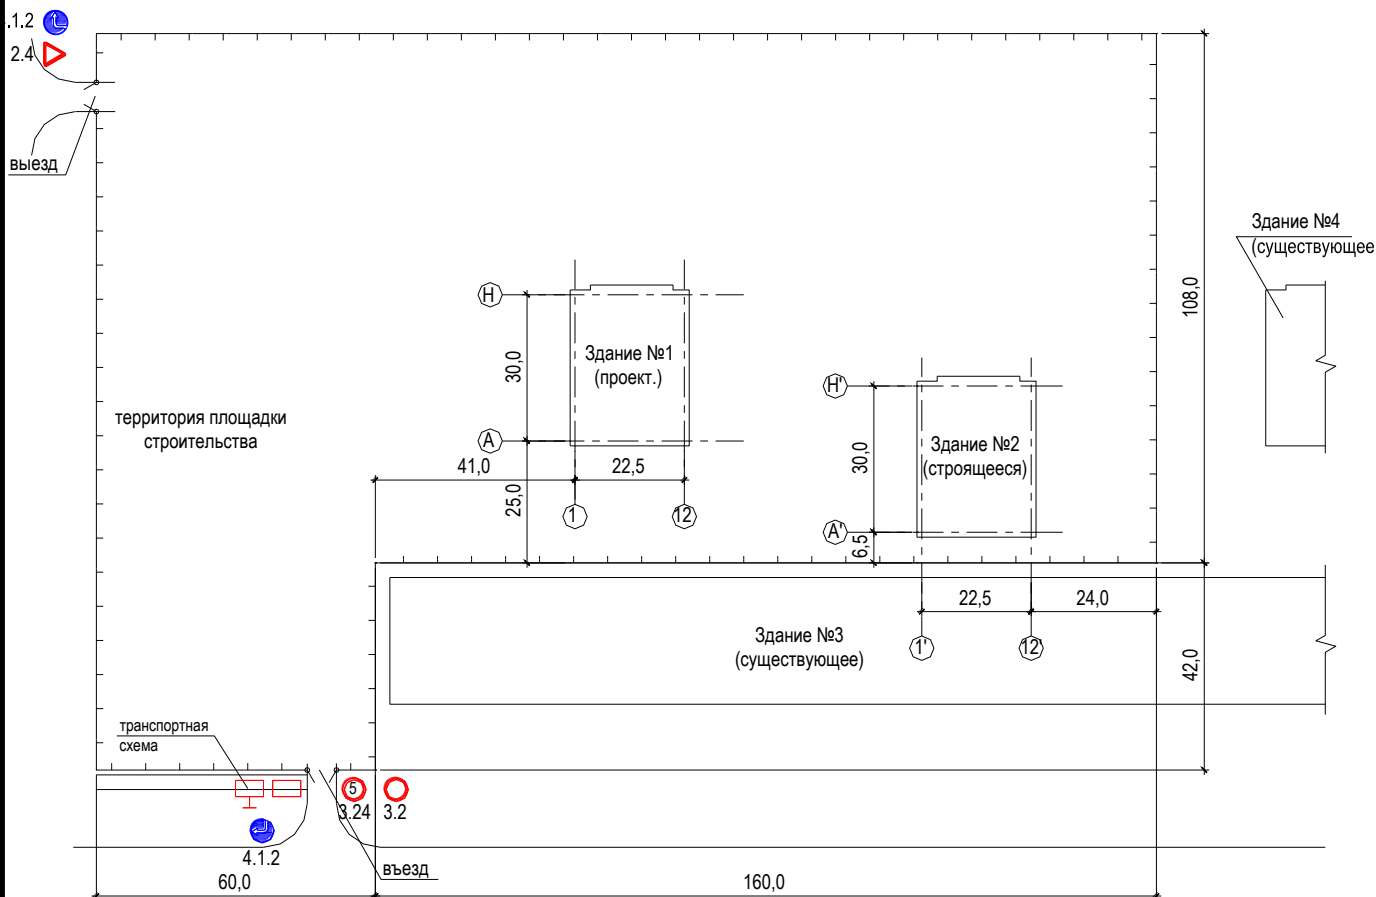 .1.2
2.4
выезд
Здание №4
(существующее
108,0
Н
30,0
Здание №1
(проект.)
Н'
территория площадки
строительства
А
41,0
22,5
25,0
1
12
30,0
Здание №2
(строящееся)
А'
6,5
22,5
24,0
Здание №3
(существующее)
1'
12'
42,0
транспортная
схема
5
3.24
3.2
4.1.2
въезд
60,0
160,0